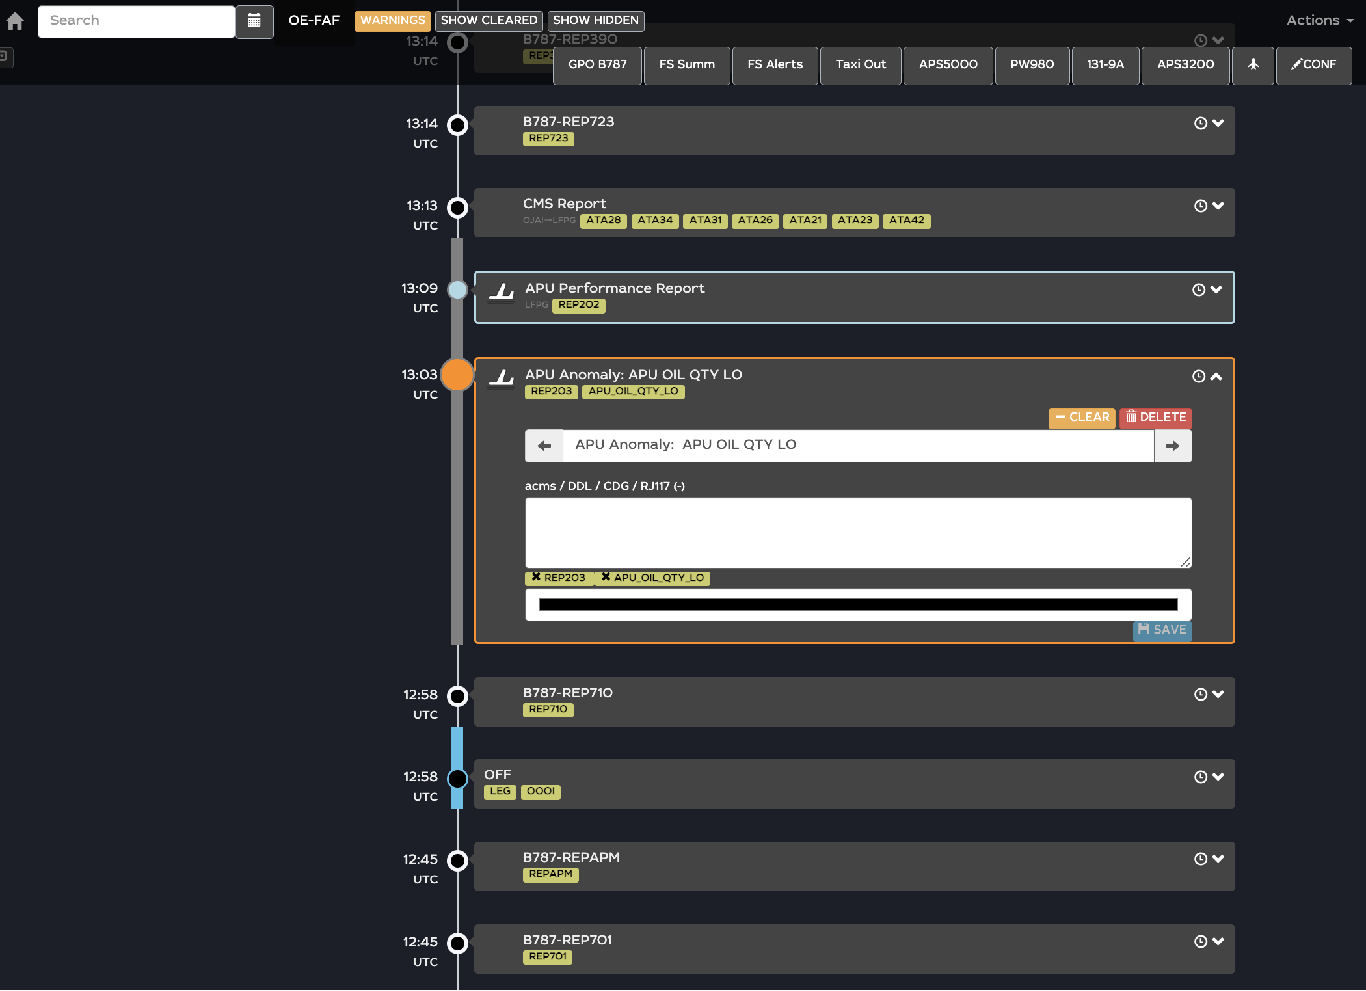 Search
OE-FAF
WARNINGS
SHOW CLEARED
SHOW HIDDEN
Actions
13:14
UTC
B787-REP390
GPO B787
FS Summ
FS Alerts
Taxi Out
APS5000
PW980
131-9A
APS3200
CONF
13:14
UTC
B787-REP723
REP723
13:13
UTC
CMS Report
OJAI—LFPG ATA28 ATA34 ATA31 ATA26 ATA21 ATA23 ATA42
13:09
UTC
APU Performance Report
LFPG REP202
13:03
UTC
APU Anomaly: APU OIL QTY LO
REP203 APU_OIL_QTY_LO
CLEAR DELETE
APU Anomaly: APU OIL QTY LO
acms / DDL / CDG / RJ117 (-)
REP203 APU_OIL_QTY_LO
SAVE
12:58
UTC
B787-REP710
REP710
12:58
UTC
OFF
LEG OOOI
12:45
UTC
B787-REPAPM
REPAPM
12:45
UTC
B787-REP701
REP701